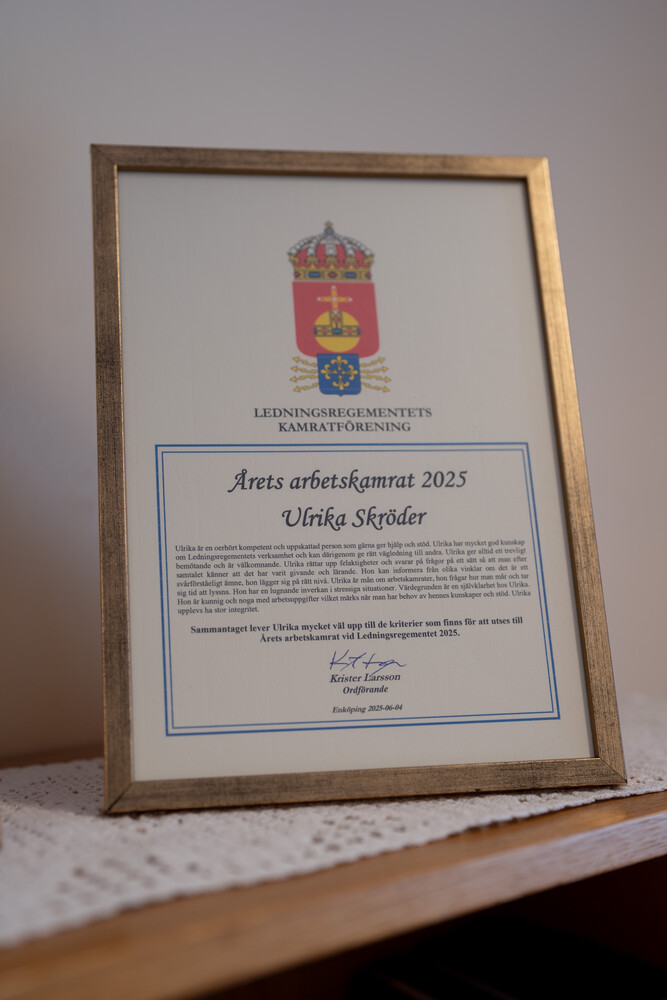 LEDNINGSREGEMENTETS
KAMRATFÖRENING
Årets arbetskamrat 2025
Ulrika Skröder
Ulrika är en oerhört kompetent och uppskattad person som gärna ger hjälp och stöd. Ulrika har mycket god kunskap
om Ledningsregementets verksamhet och kan därigenom ge rätt vägledning till andra. Ulrika ger alltid ett trevligt
bemötande och är välkomnande. Ulrika rättar upp felaktigheter och svarar på frågor på ett sätt så att man efter
samtalet känner att det har varit givande och lärande. Hon kan informera från olika vinklar om det är ett
svårförståeligt ämne, hon lägger sig på rätt nivå. Ulrika är mån om arbetskamrater, hon frågar hur man mår och tar
sig tid att lyssna. Hon har en lugnande inverkan i stressiga situationer. Värdegrunden är en självklarhet hos Ulrika.
Hon är kunnig och noga med arbetsuppgifter vilket märks när man har behov av hennes kunskaper och stöd. Ulrika
upplevs ha stor integritet.
Sammantaget lever Ulrika mycket väl upp till de kriterier som finns för att utses till
Årets arbetskamrat vid Ledningsregementet 2025.
Krister Larsson
Ordförande
Enköping 2025-06-04